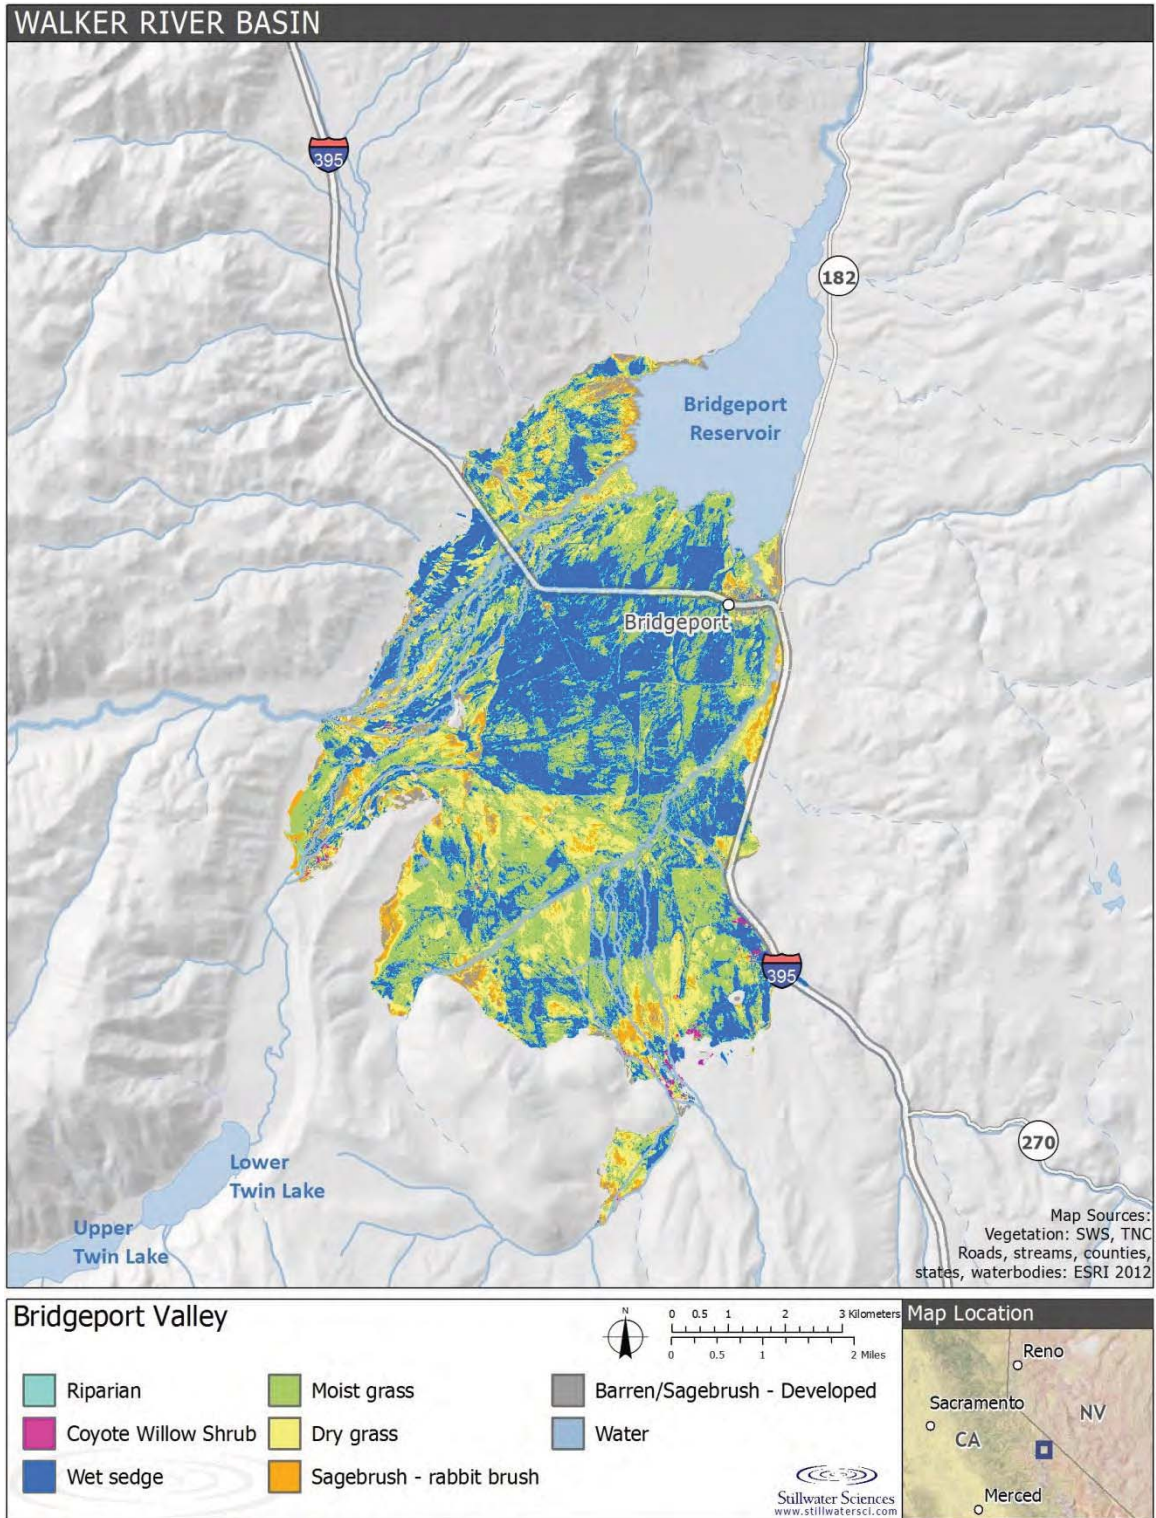 WALKER RIVER BASIN
395
182
Bridgeport
Reservoir
Bridgeport
395
270
Lower
Twin Lake
Upper
Twin Lake
Map Sources:
Vegetation: SWS, TNC
Roads, streams, counties,
states, waterbodies: ESRI 2012
Bridgeport Valley
N
0 0.5 1 2 3 Kilometers
0 0.5 1 2 Miles
Riparian
Coyote Willow Shrub
Wet sedge
Moist grass
Dry grass
Sagebrush - rabbit brush
Barren/Sagebrush - Developed
Water
Stillwater Sciences
www.stillwatersci.com
Map Location
Reno
Sacramento
NV
CA
Merced